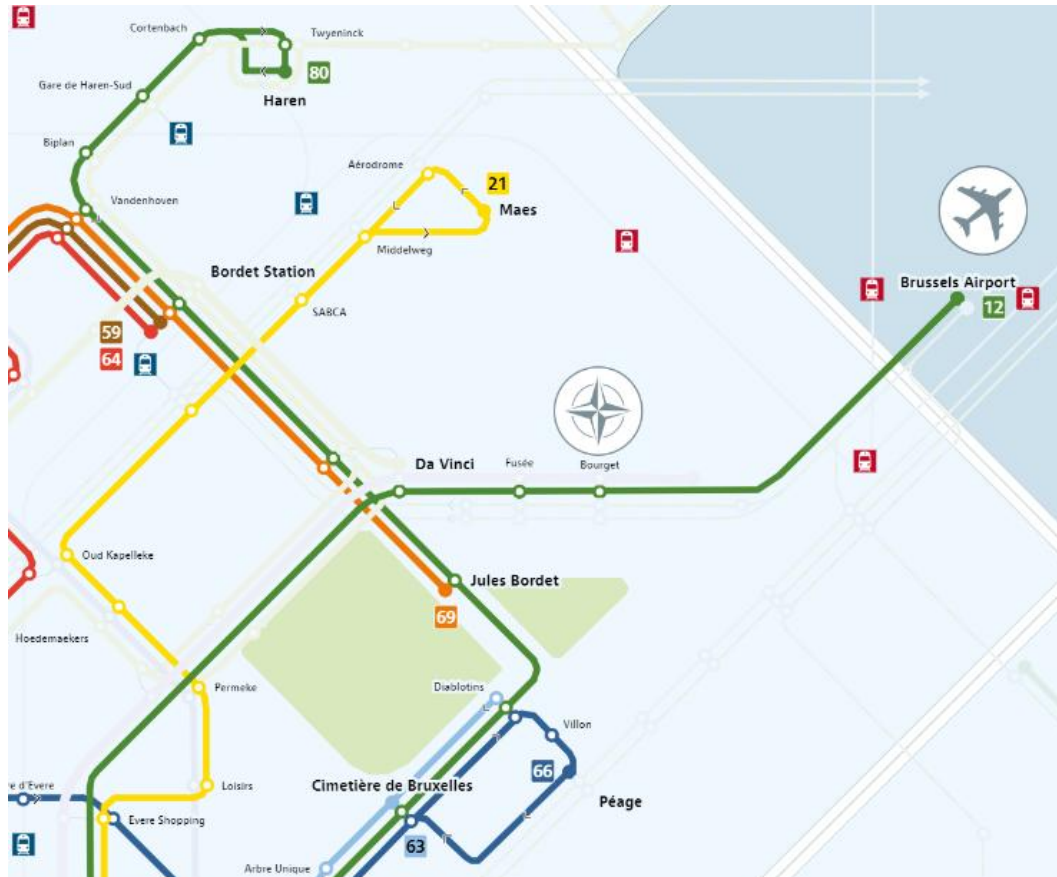 Cortenbach
Twyeninck
80
Haren
Gare de Haren-Sud
Biplan
Aérodrome
21
Maes
Vandenhoven
Middelweg
Bordet Station
SABCA
Brussels Airport
12
59
64
Da Vinci
Fusée
Bourget
Oud Kapelleke
Jules Bordet
69
Hoedemaekers
Permeke
Diablotins
Villon
66
Péage
Cimetière de Bruxelles
e d'Evere
Loisirs
Evere Shopping
63
Arbre Unique